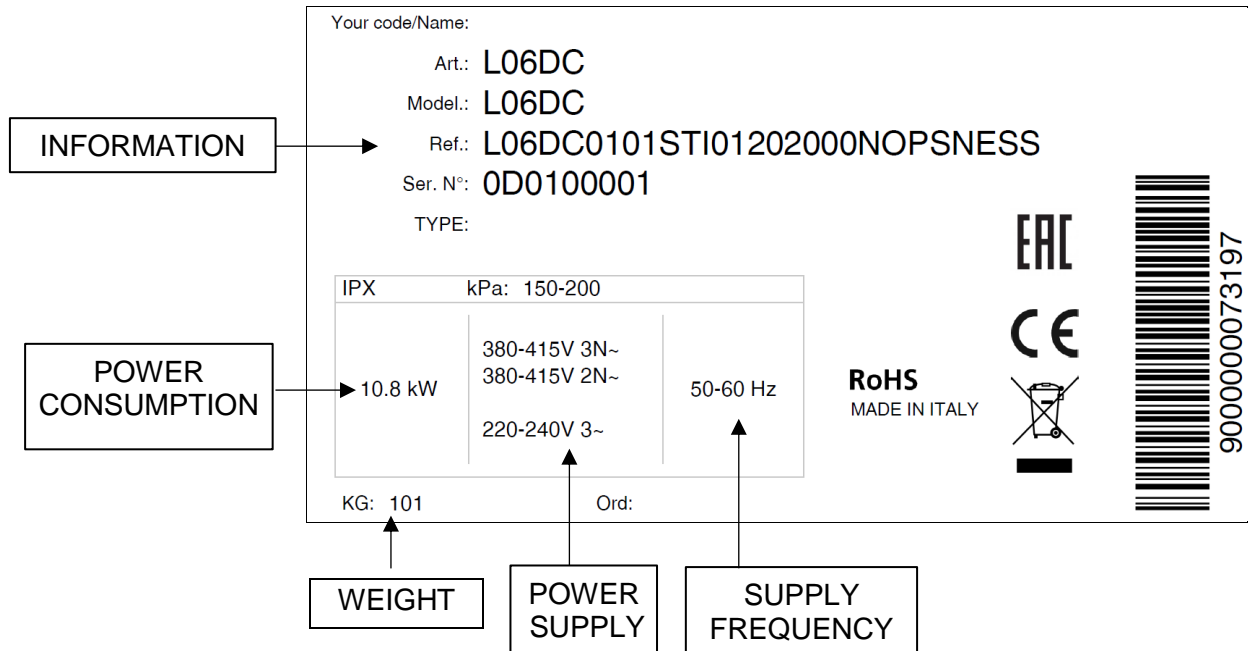 Your code/Name:
Art.: L06DC
Model.: L06DC
INFORMATION
Ref.: L06DC0101STI01202000NOPSNESS
Ser. N°: 0D0100001
TYPE:
EAC
IPX kPa: 150-200
CE
POWER
CONSUMPTION
10.8 kW
380-415V 3N~
380-415V 2N~
220-240V 3~
50-60 Hz
RoHS
MADE IN ITALY
900000073197
KG: 101 Ord:
WEIGHT
POWER
SUPPLY
SUPPLY
FREQUENCY